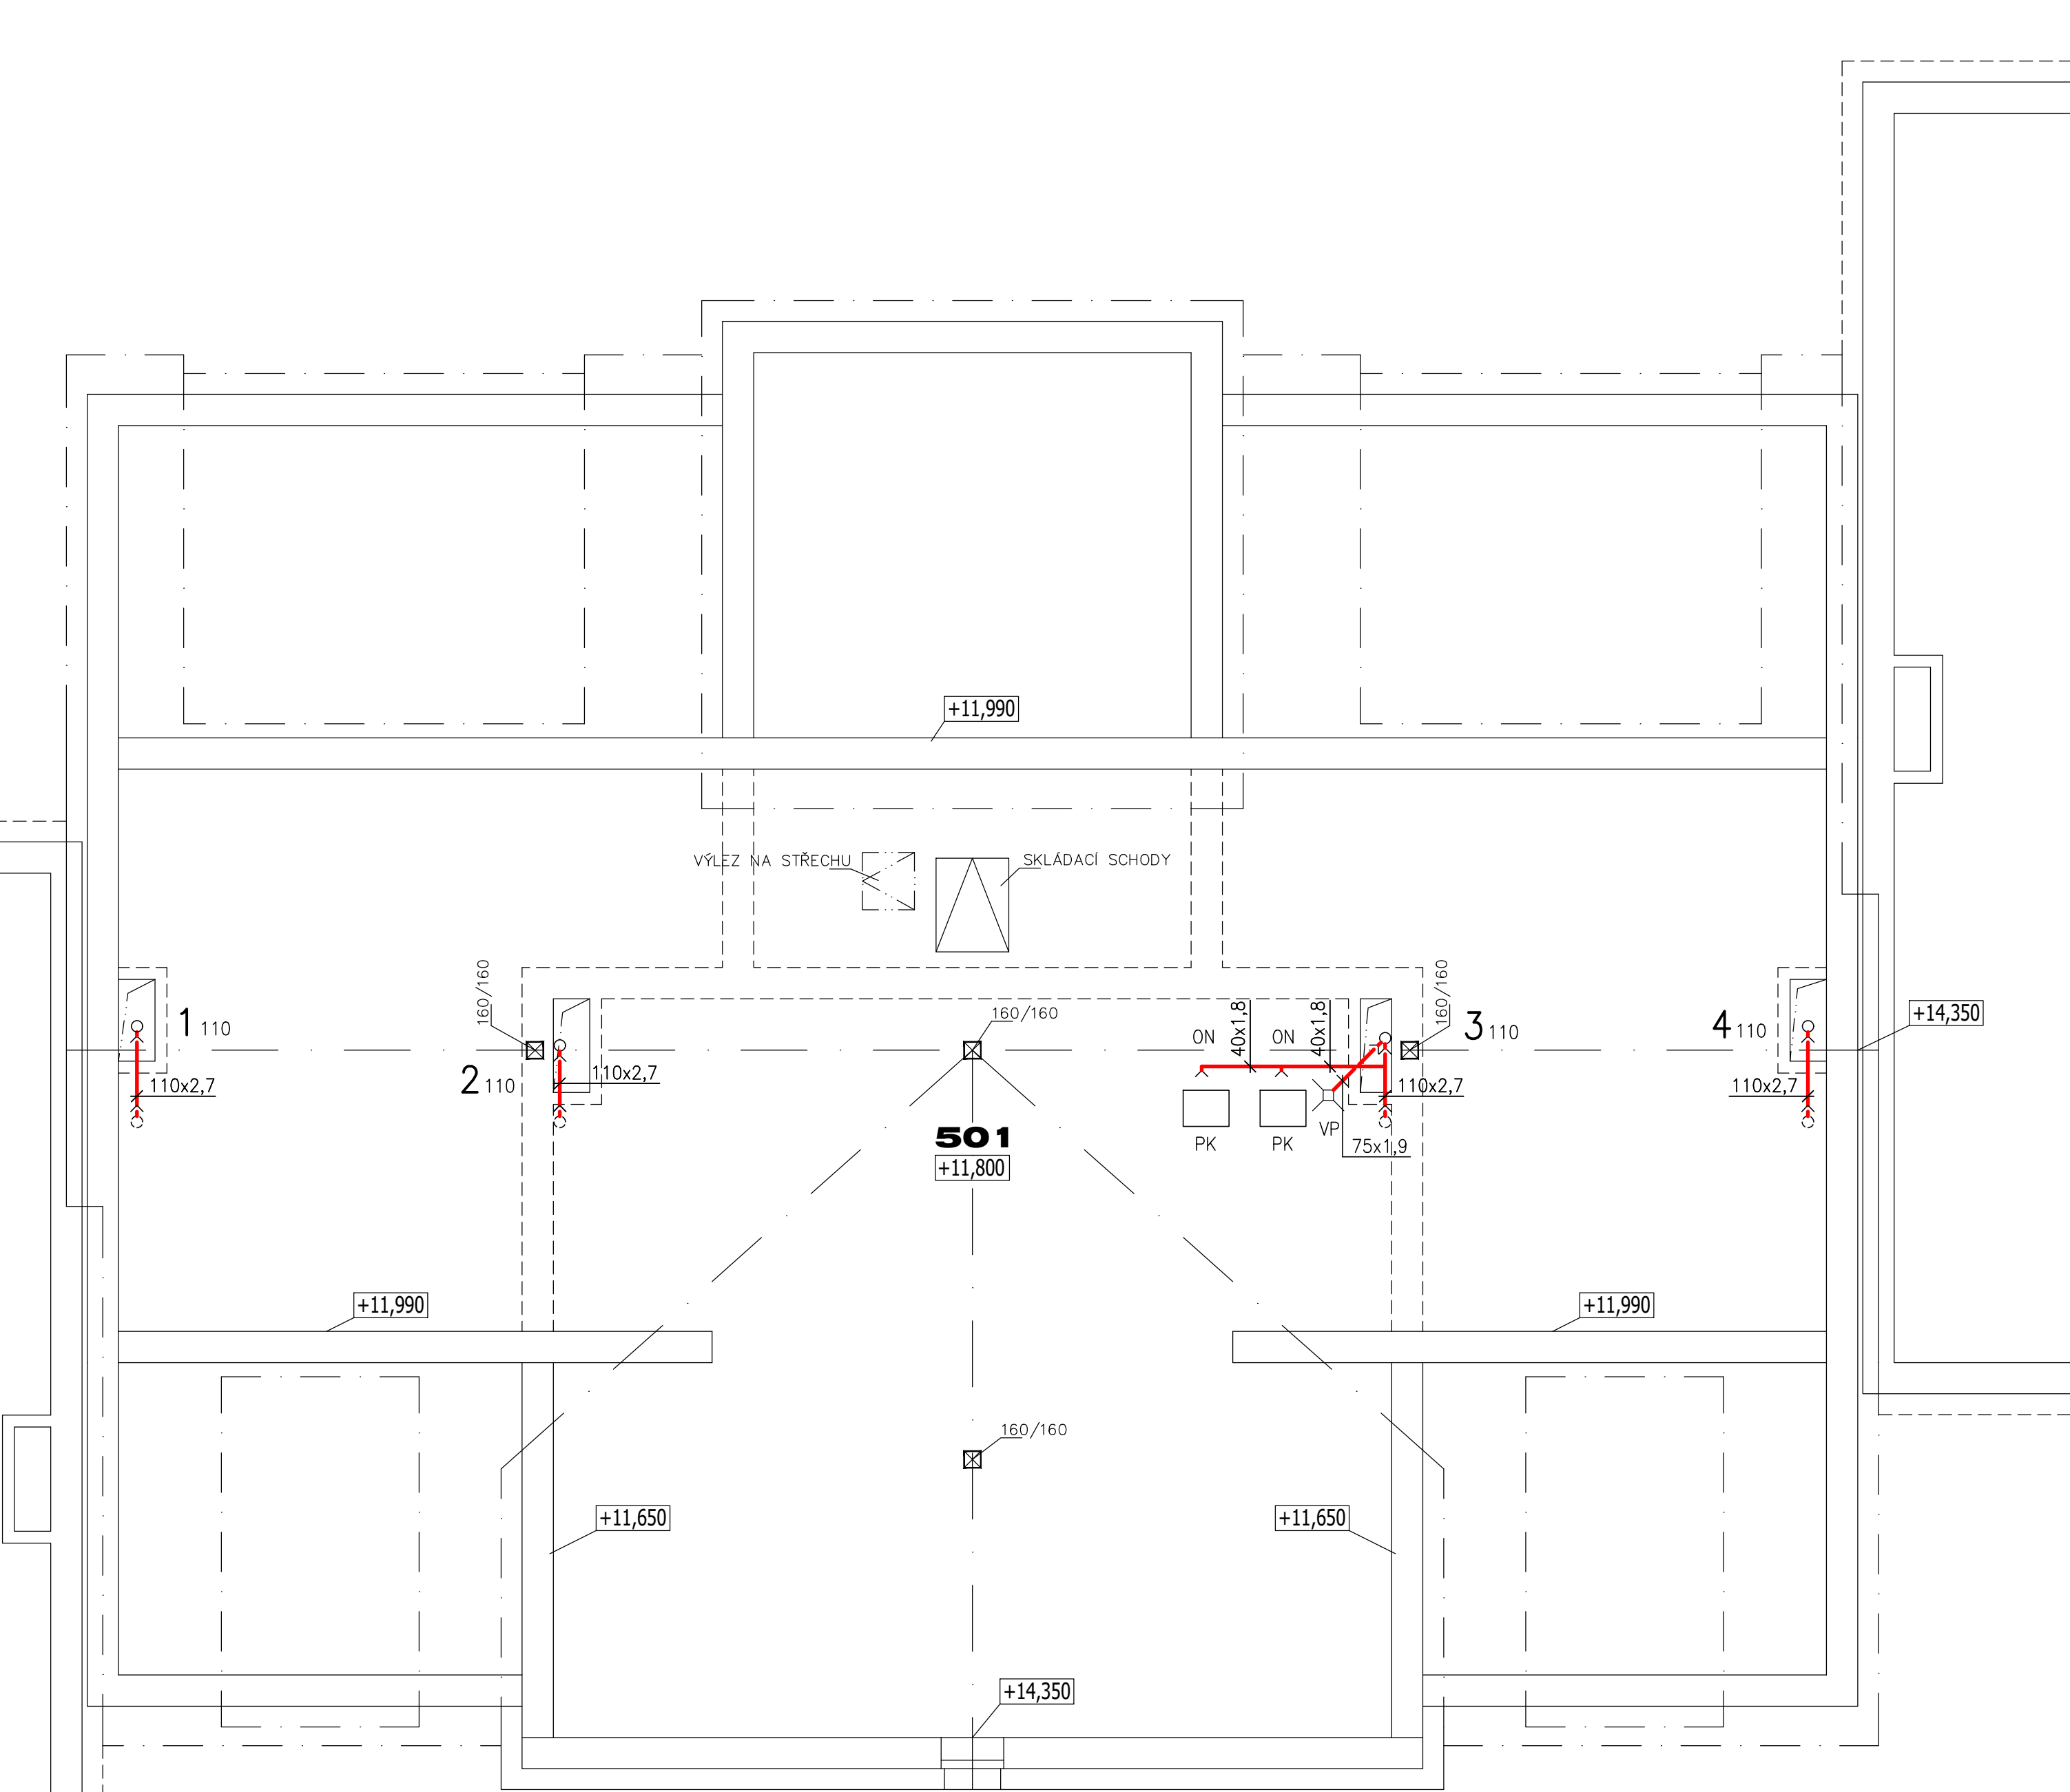 +11,990
VÝLEZ NA STŘECHU
SKLÁDACÍ SCHODY
160/160
160/160
160/160
1 110
2 110
110x2,7
110x2,7
ON
40x1,8
ON
40x1,8
3 110
4 110
+14,350
110x2,7
110x2,7
PK
PK
VP
75x1,9
501
+11,800
+11,990
+11,990
160/160
+11,650
+11,650
+14,350